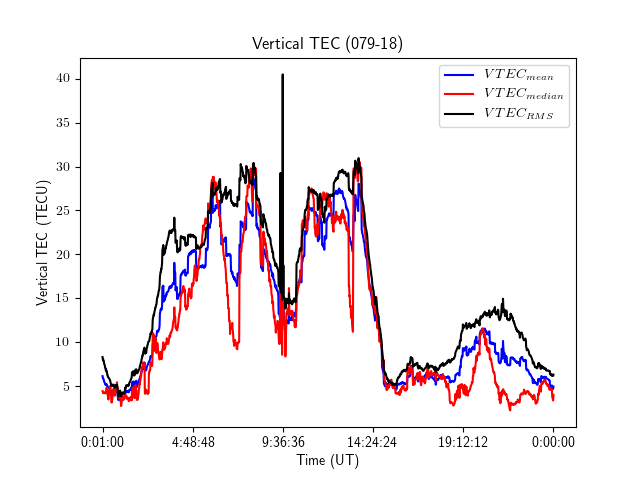 Vertical TEC (079-18)
VTEC_mean
VTEC_median
VTEC_RMS
40
35
30
25
20
15
10
5
Vertical TEC (TECU)
0:01:00 4:48:48 9:36:36 14:24:24 19:12:12 0:00:00
Time (UT)